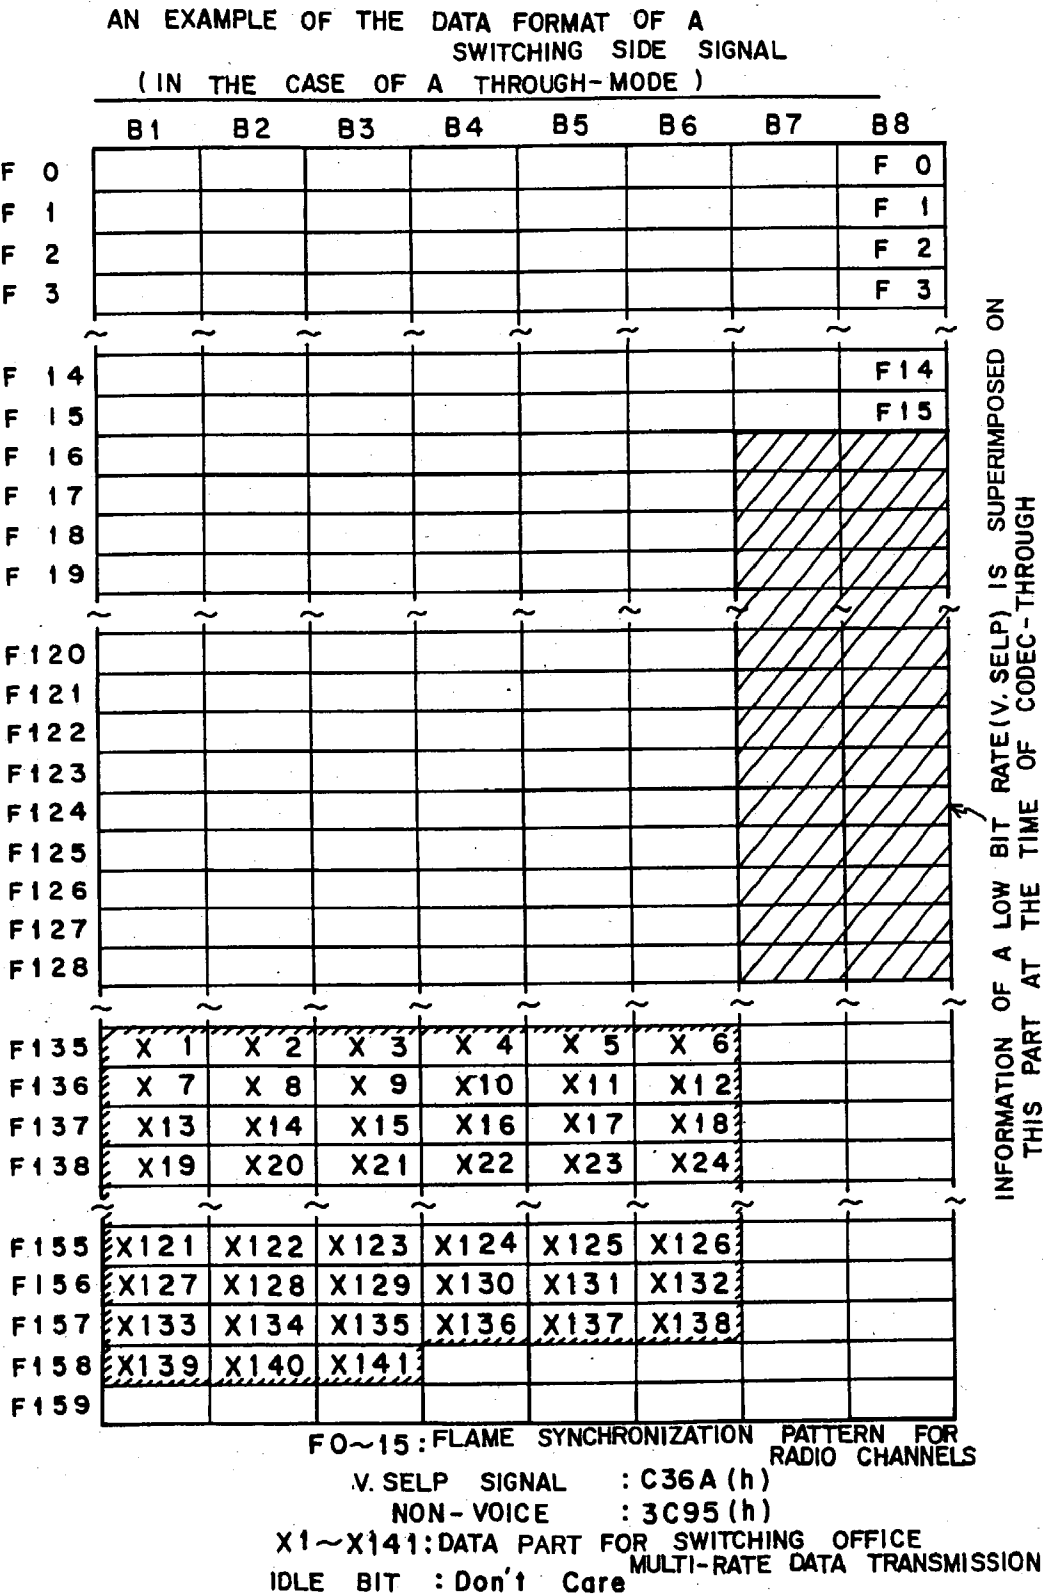 AN EXAMPLE OF THE DATA FORMAT OF A
SWITCHING SIDE SIGNAL
(IN THE CASE OF A THROUGH-MODE)
B1 B2 B3 B4 B5 B6 B7 B8
F 0 F 0
F 1 F 1
F 2 F 2
F 3 F 3
F 14 F14
F 15 F15
F 16
F 17
F 18
F 19
F120
F121
F122
F123
F124
F125
F126
F127
F128
F135 X 1 X 2 X 3 X 4 X 5 X 6
F136 X 7 X 8 X 9 X10 X11 X12
F137 X13 X14 X15 X16 X17 X18
F138 X19 X20 X21 X22 X23 X24
F155 X121 X122 X123 X124 X125 X126
F156 X127 X128 X129 X130 X131 X132
F157 X133 X134 X135 X136 X137 X138
F158 X139 X140 X141
F159
INFORMATION OF A LOW BIT RATE(V. SELP) IS SUPERIMPOSED ON
THIS PART AT THE TIME OF CODEC-THROUGH
F0~15: FLAME SYNCHRONIZATION PATTERN FOR
RADIO CHANNELS
V. SELP SIGNAL : C36A (h)
NON-VOICE : 3C95 (h)
X1~X141: DATA PART FOR SWITCHING OFFICE
MULTI-RATE DATA TRANSMISSION
IDLE BIT : Don't Care